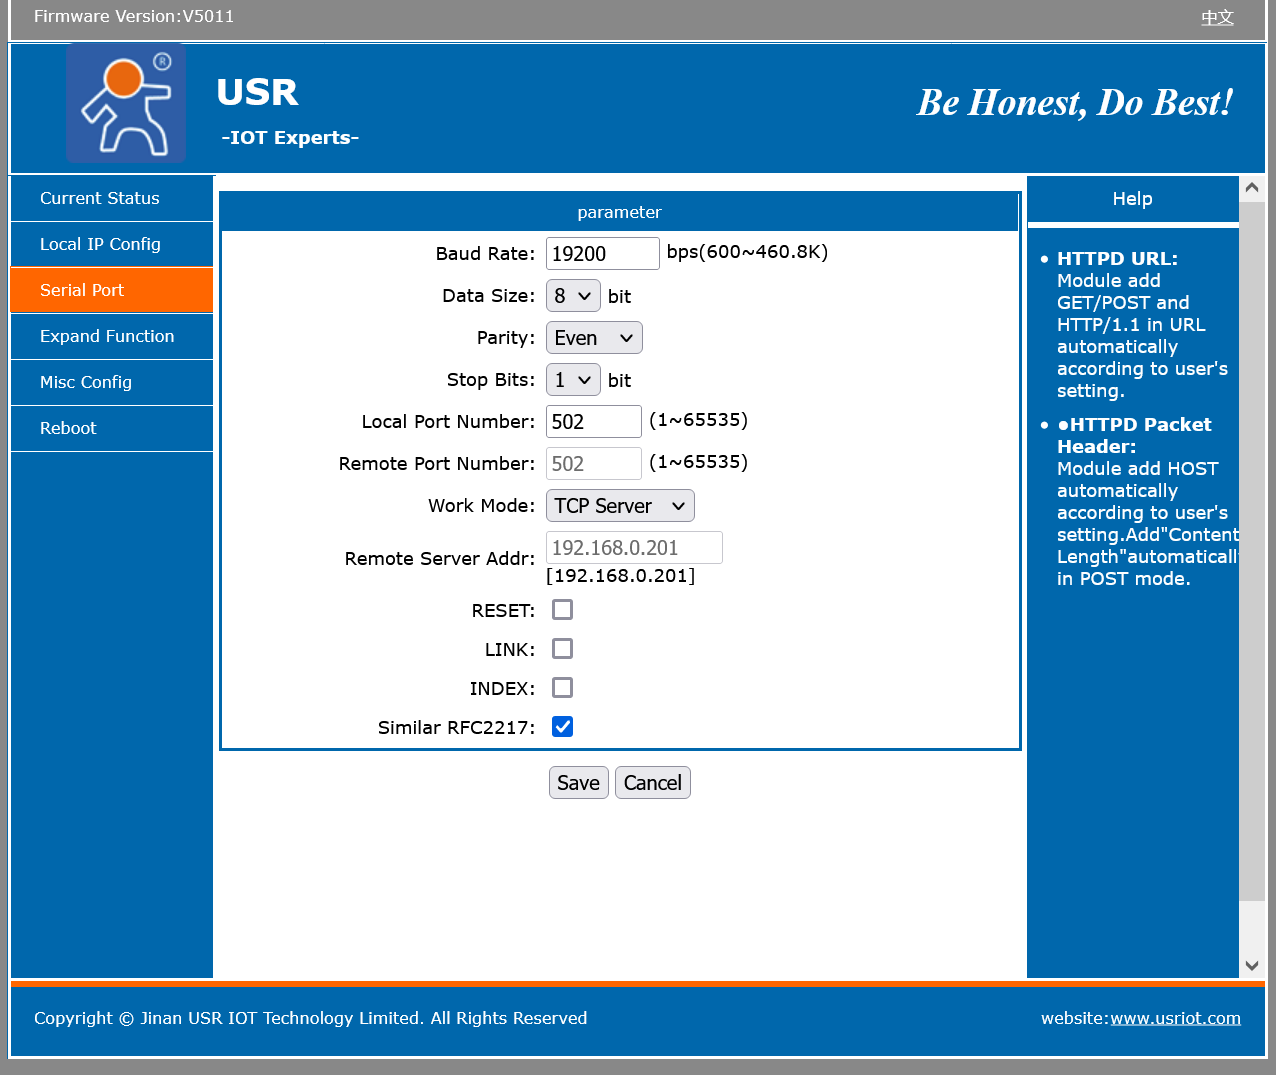 Firmware Version:V5011
中文
®
USR
-IOT Experts-
Be Honest, Do Best!
Current Status
Local IP Config
Serial Port
Expand Function
Misc Config
Reboot
parameter
Baud Rate: 19200 bps(600~460.8K)
Data Size: 8 bit
Parity: Even
Stop Bits: 1 bit
Local Port Number: 502 (1~65535)
Remote Port Number: 502 (1~65535)
Work Mode: TCP Server
Remote Server Addr: 192.168.0.201
[192.168.0.201]
RESET:
LINK:
INDEX:
Similar RFC2217:
Save Cancel
Help
• HTTPD URL:
Module add
GET/POST and
HTTP/1.1 in URL
automatically
according to user's
setting.
• ●HTTPD Packet
Header:
Module add HOST
automatically
according to user's
setting.Add"Content
Length"automaticall
in POST mode.
Copyright © Jinan USR IOT Technology Limited. All Rights Reserved
website:www.usriot.com